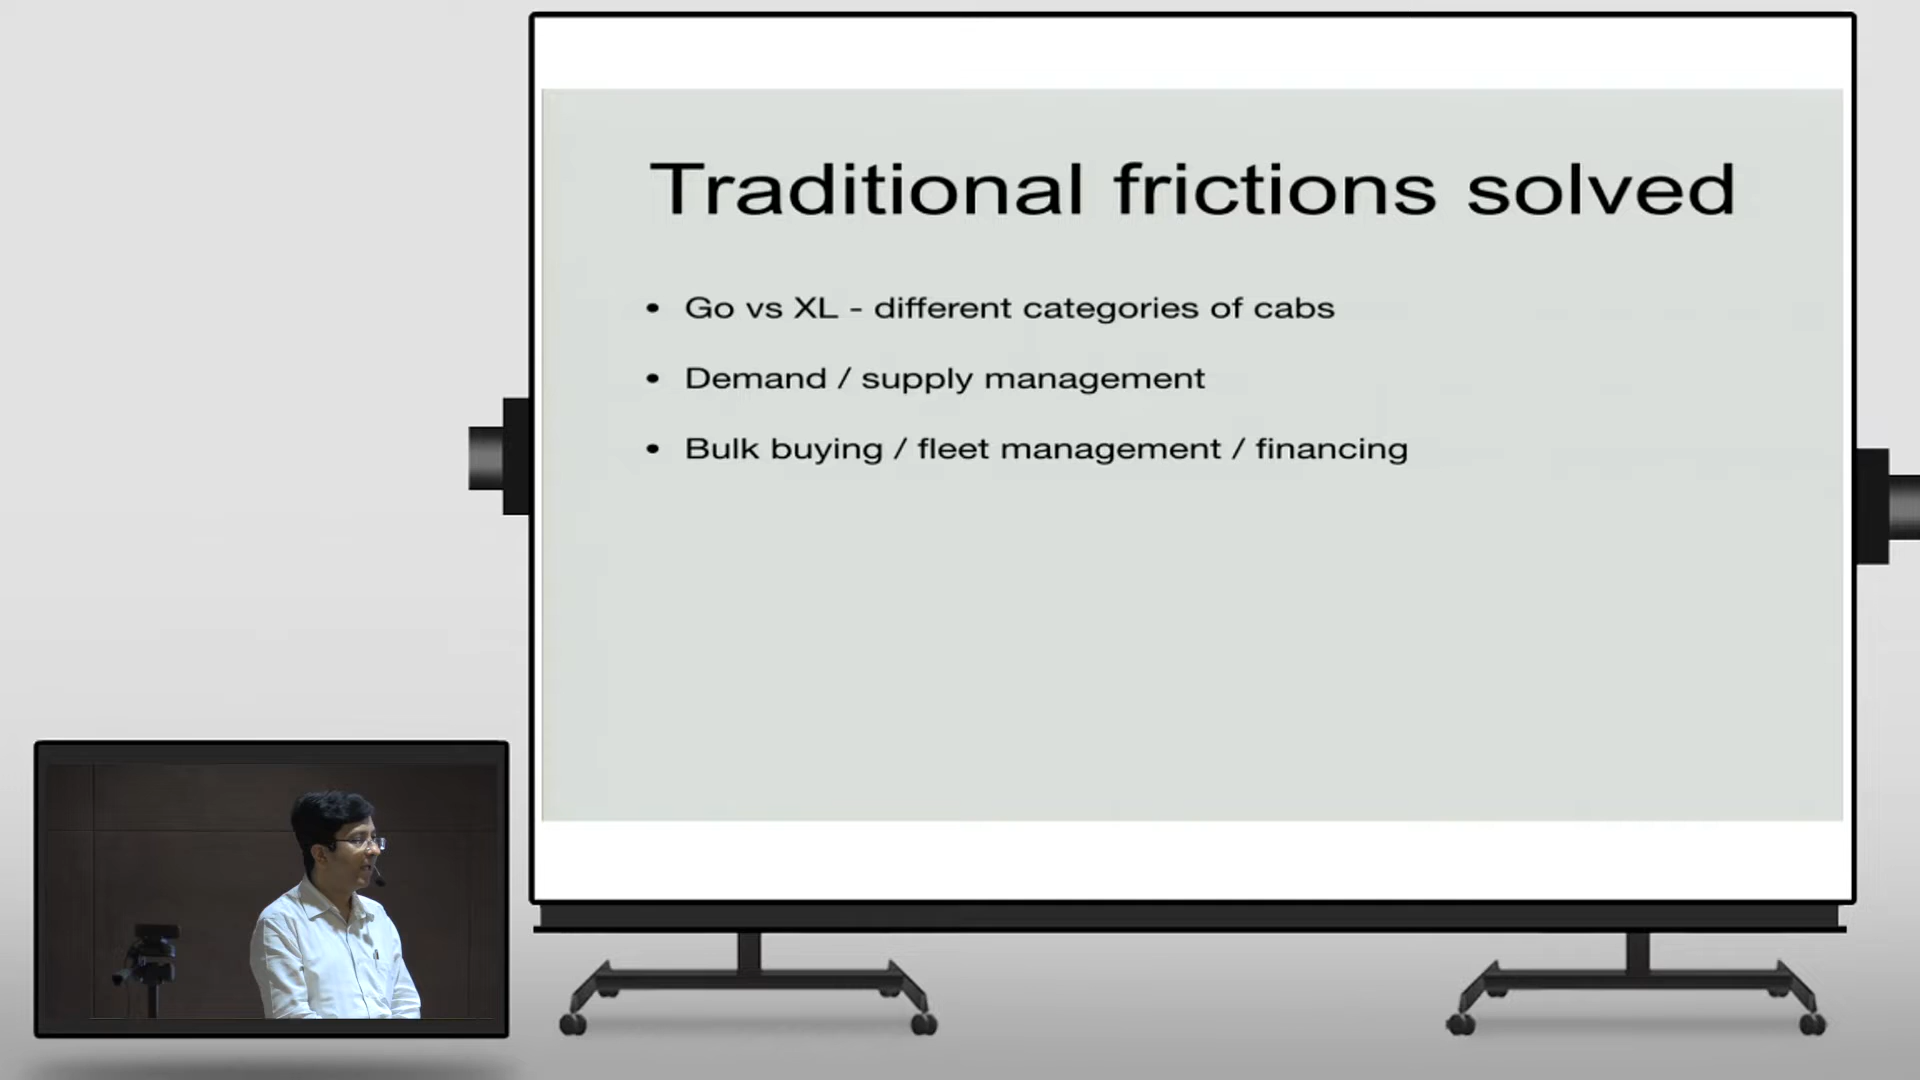 Traditional frictions solved
• Go vs XL - different categories of cabs
• Demand / supply management
• Bulk buying / fleet management / financing